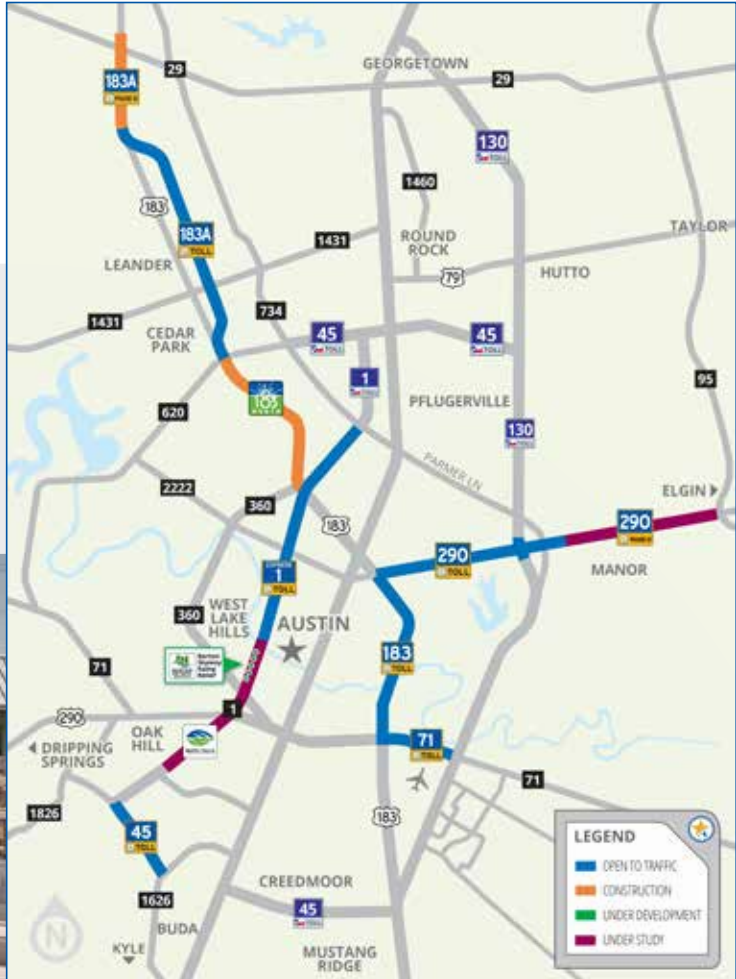 183A
29
GEORGETOWN
29
130
TOLL
183
1460
TAYLOR
183A
TOLL
1431
ROUND
ROCK
LEANDER
79
HUTTO
1431
734
CEDAR
PARK
45
TOLL
45
TOLL
1
TOLL
95
183
NORTH
PFLUGERVILLE
620
130
TOLL
PARMER LN
2222
ELGIN
360
183
290
TOLL
290
MANOR
EXPRESS
1
TOLL
WEST
LAKE
HILLS
360
AUSTIN
183
TOLL
71
1
290
OAK
HILL
71
TOLL
DRIPPING
SPRINGS
71
1826
45
TOLL
183
LEGEND
OPEN TO TRAFFIC
CONSTRUCTION
UNDER DEVELOPMENT
UNDER STUDY
CREEDMOOR
1626
45
TOLL
BUDA
N
KYLE
MUSTANG
RIDGE